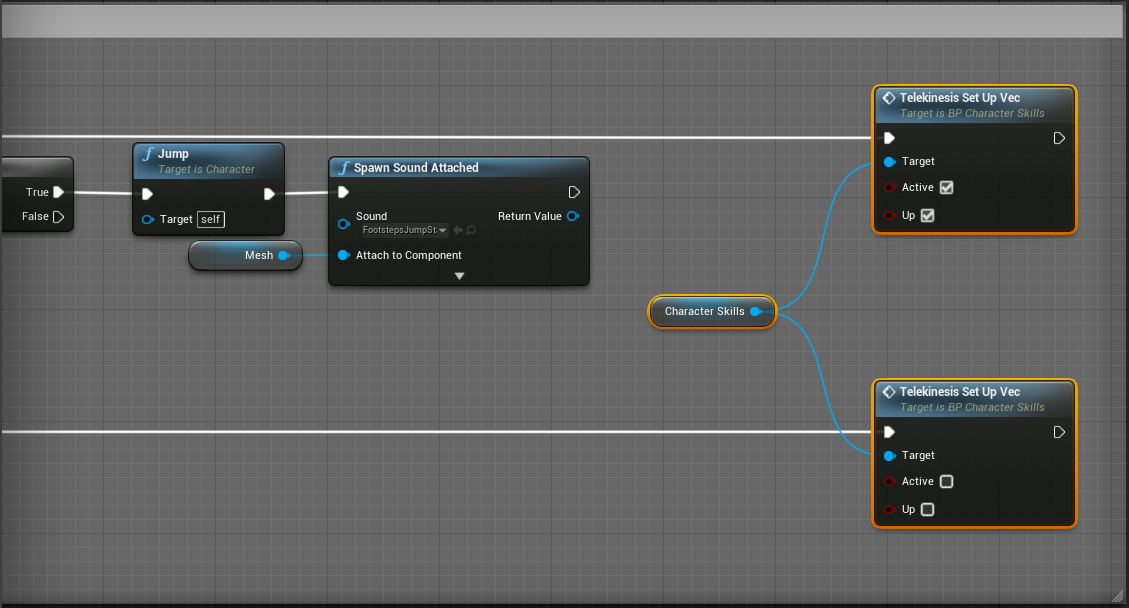 True
False
Jump
Target is Character
Target self
Mesh
Spawn Sound Attached
Sound
FootstepsJumpSt
Return Value
Attach to Component
Character Skills
Telekinesis Set Up Vec
Target is BP Character Skills
Target
Active
Up
Telekinesis Set Up Vec
Target is BP Character Skills
Target
Active
Up